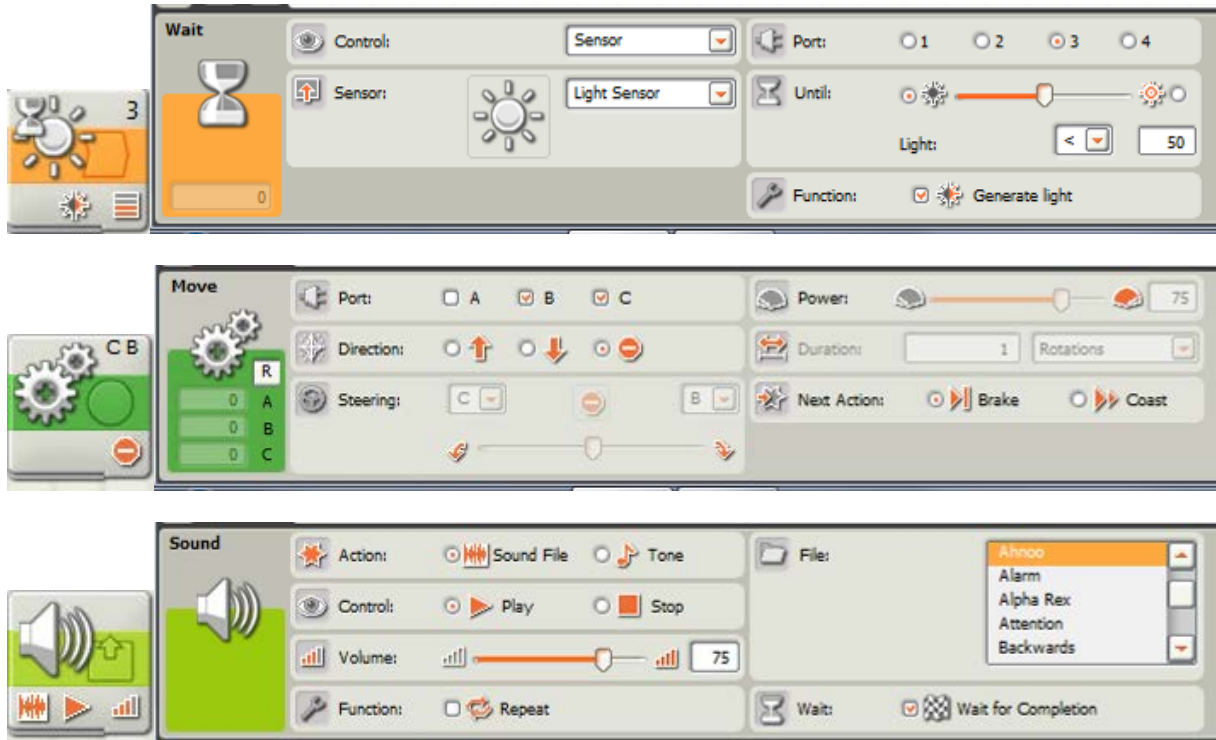 Wait
Control: Sensor
Port: 1 2 3 4
3
Sensor: Light Sensor
Until:
Light: < 50
0
Function: Generate light
Move
Port: A B C
Power: 75
C B
Direction:
Duration: 1 Rotations
R
0 A
0 B
0 C
Steering: C B
Next Action: Brake Coast
Sound
Action: Sound File Tone
File: Ahnoo
Alarm
Alpha Rex
Attention
Backwards
Control: Play Stop
Volume: 75
Function: Repeat
Wait: Wait for Completion